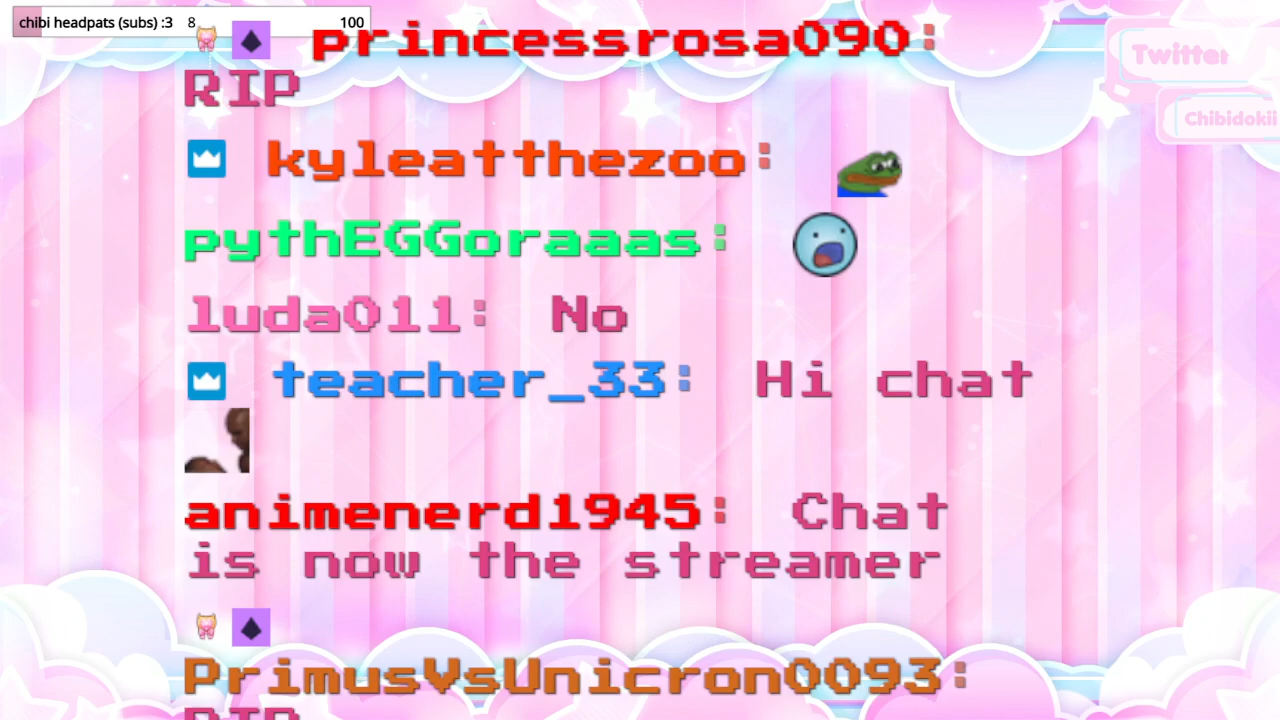 chibi headpats (subs) :3 8 100
princessrosa090:
RIP
Twitter
kyleatthezoo:
Chibidokii
pythEGGoraaas:
luda011: No
teacher_33: Hi chat
animenerd1945: Chat
is now the streamer
PrimusVsUnicron0093:
RIP